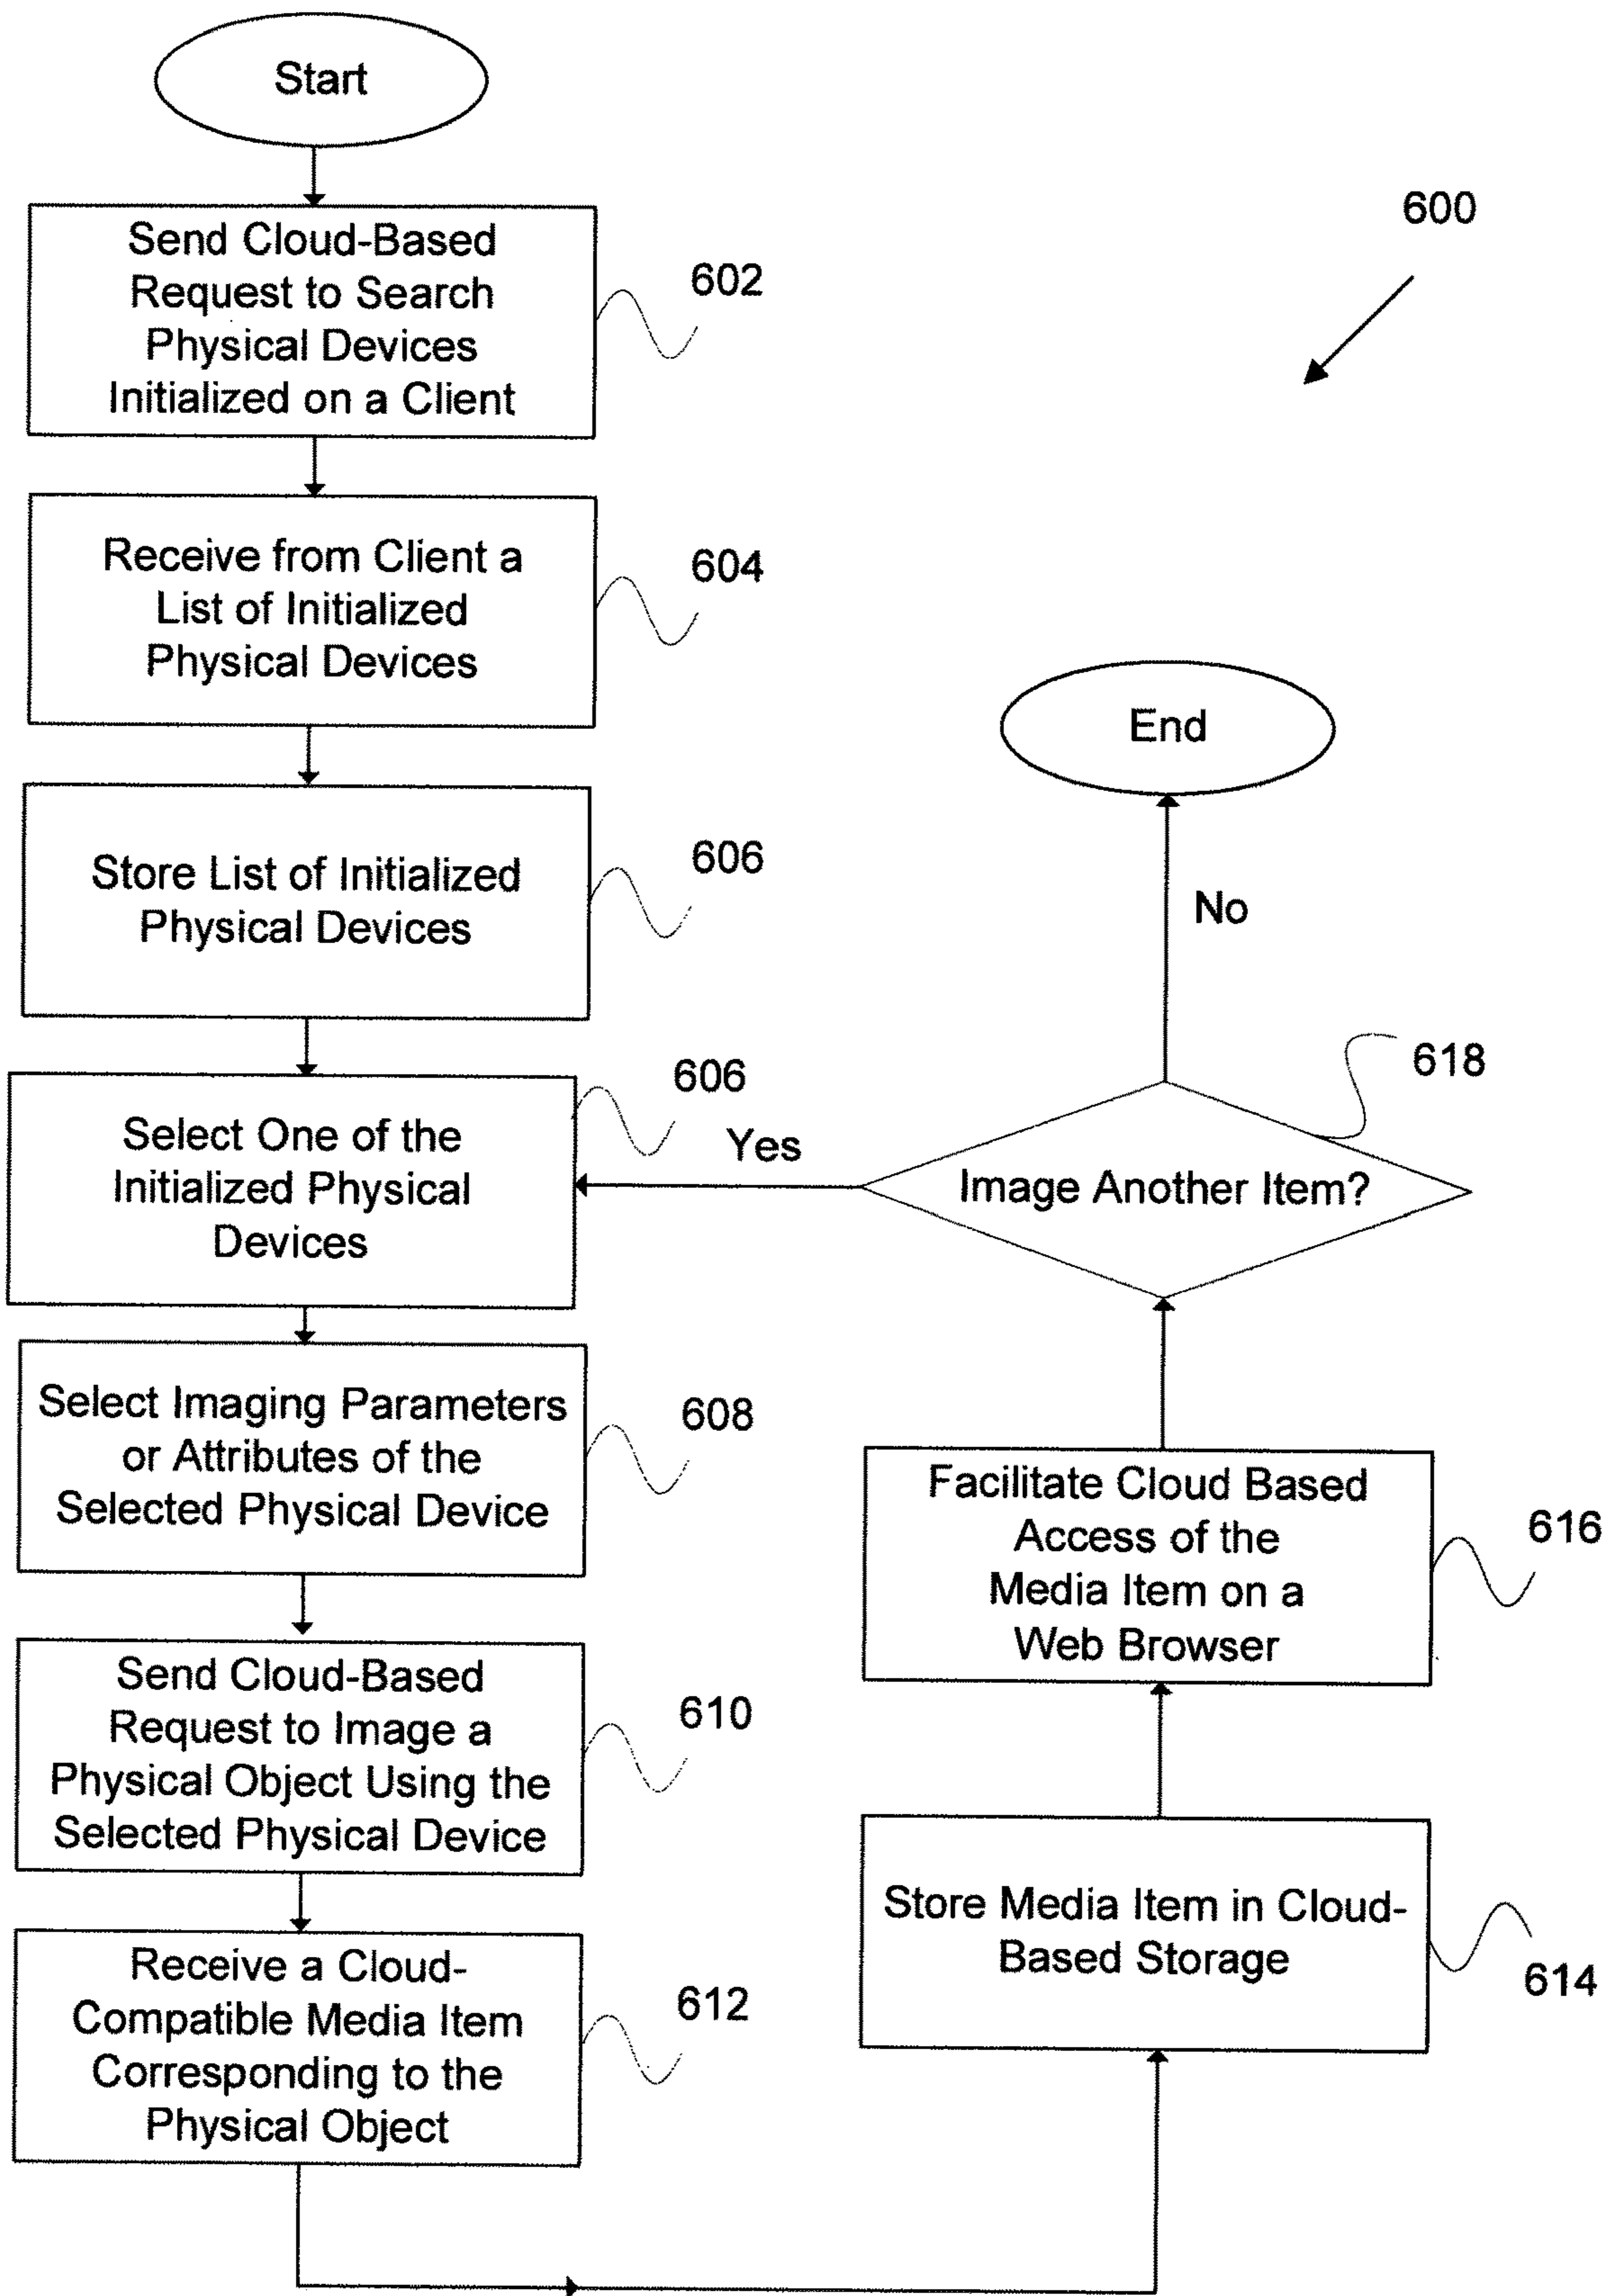 Start
600
Send Cloud-Based
Request to Search
Physical Devices
Initialized on a Client
602
Receive from Client a
List of Initialized
Physical Devices
604
Store List of Initialized
Physical Devices
606
Select One of the
Initialized Physical
Devices
606
Select Imaging Parameters
or Attributes of the
Selected Physical Device
608
Send Cloud-Based
Request to Image a
Physical Object Using the
Selected Physical Device
610
Receive a Cloud-
Compatible Media Item
Corresponding to the
Physical Object
612
Store Media Item in Cloud-
Based Storage
614
Facilitate Cloud Based
Access of the
Media Item on a
Web Browser
616
Image Another Item?
618
Yes
No
End